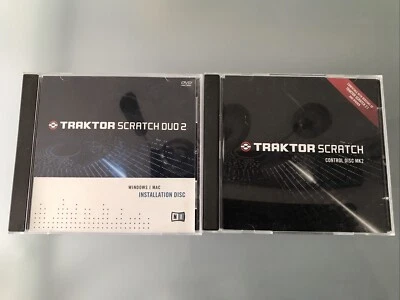 DVD
TRAKTOR SCRATCH DUO 2
WINDOWS | MAC
INSTALLATION DISC
TRAKTOR SCRATCH
CONTROL DISC MK2